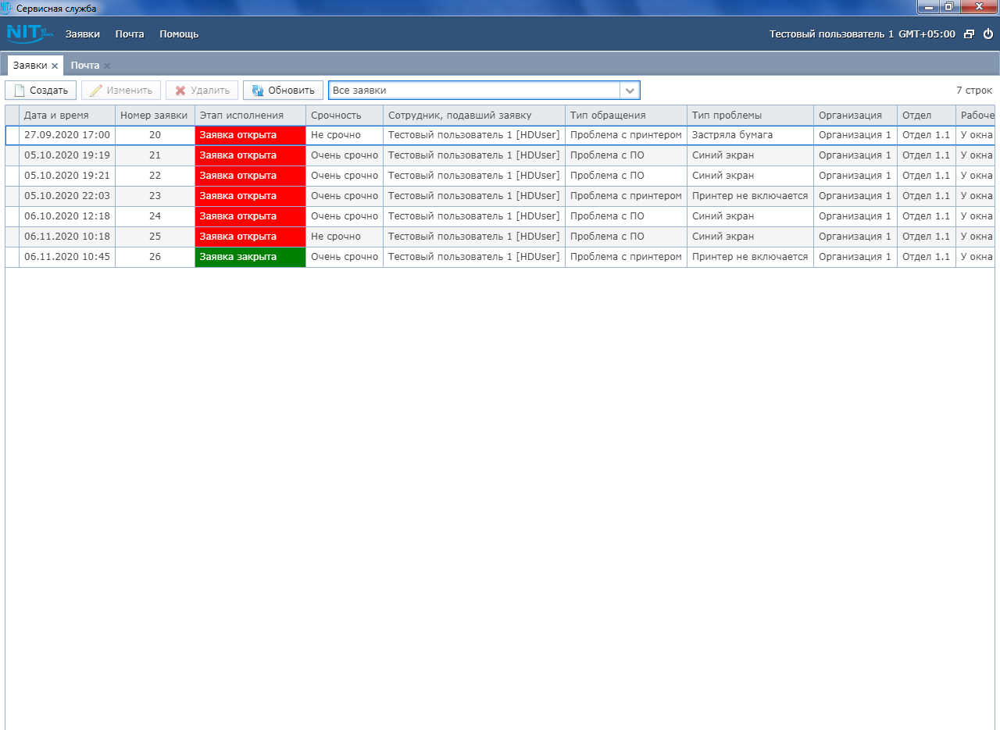 Сервисная служба
NIT Заявки Почта Помощь Тестовый пользователь 1 GMT+05:00
Заявки Почта
Создать Изменить Удалить Обновить Все заявки 7 строк
Дата и время Номер заявки Этап исполнения Срочность Сотрудник, подавший заявку Тип обращения Тип проблемы Организация Отдел Рабоче
27.09.2020 17:00 20 Заявка открыта Не срочно Тестовый пользователь 1 [HDUser] Проблема с принтером Застряла бумага Организация 1 Отдел 1.1 У окна
05.10.2020 19:19 21 Заявка открыта Очень срочно Тестовый пользователь 1 [HDUser] Проблема с ПО Синий экран Организация 1 Отдел 1.1 У окна
05.10.2020 19:21 22 Заявка открыта Очень срочно Тестовый пользователь 1 [HDUser] Проблема с ПО Синий экран Организация 1 Отдел 1.1 У окна
05.10.2020 22:03 23 Заявка открыта Очень срочно Тестовый пользователь 1 [HDUser] Проблема с принтером Принтер не включается Организация 1 Отдел 1.1 У окна
06.10.2020 12:18 24 Заявка открыта Очень срочно Тестовый пользователь 1 [HDUser] Проблема с ПО Синий экран Организация 1 Отдел 1.1 У окна
06.11.2020 10:18 25 Заявка открыта Не срочно Тестовый пользователь 1 [HDUser] Проблема с ПО Синий экран Организация 1 Отдел 1.1 У окна
06.11.2020 10:45 26 Заявка закрыта Очень срочно Тестовый пользователь 1 [HDUser] Проблема с принтером Принтер не включается Организация 1 Отдел 1.1 У окна